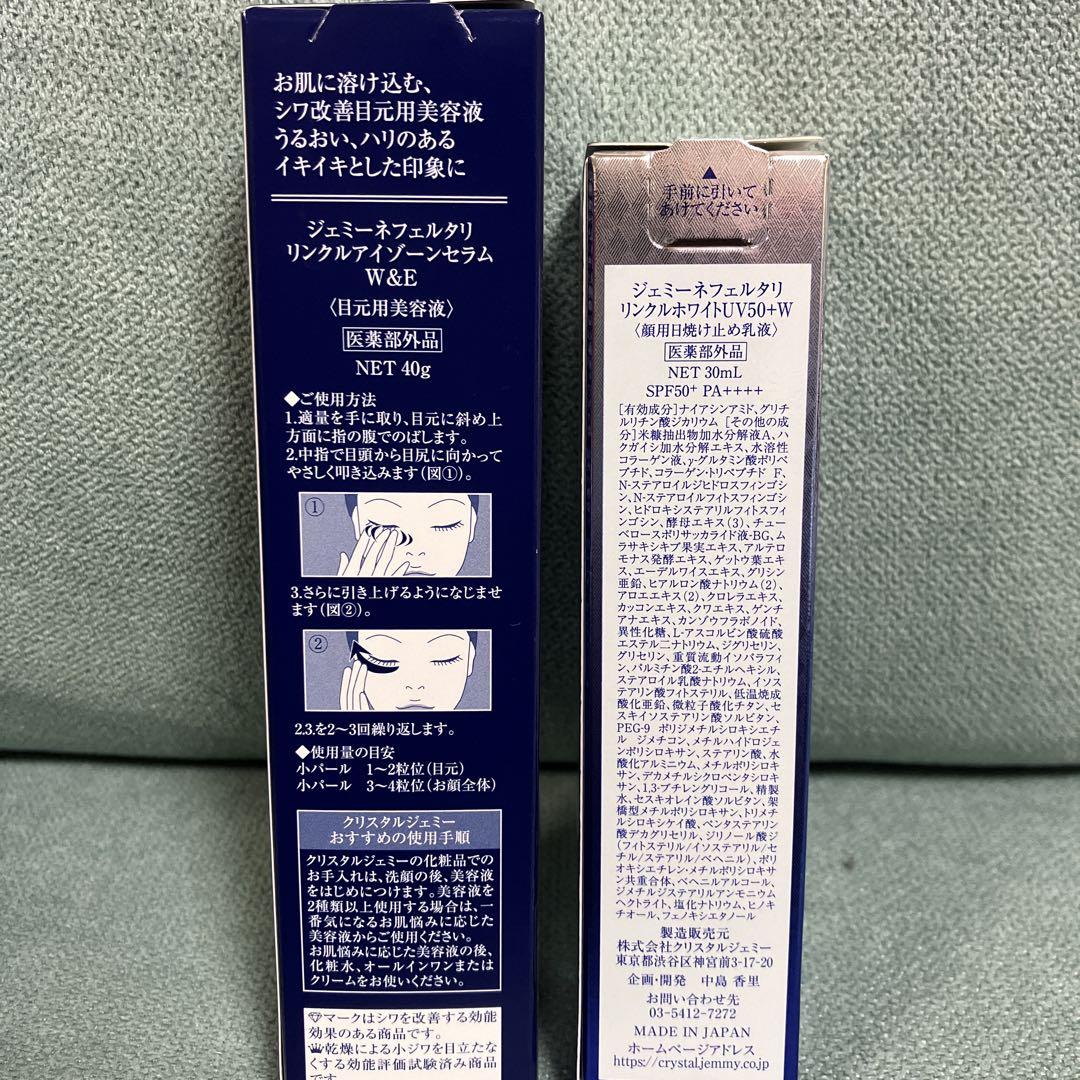 お肌に溶け込む、
シワ改善目元用美容液
うるおい、ハリのある
イキイキとした印象に
ジェミーネフェルタリ
リンクルアイゾーンセラム
W&E
〈目元用美容液〉
医薬部外品
NET 40g
◆ご使用方法
1.適量を手に取り、目元に斜め上
方面に指の腹でのばします。
2.中指で目頭から目尻に向かって
やさしく叩き込みます(図①)。
①
3.さらに引き上げるようになじませ
ます(図②)。
②
2.3.を2〜3回繰り返します。
◆使用量の目安
小パール 1〜2粒位(目元)
小パール 3〜4粒位(お顔全体)
クリスタルジェミー
おすすめの使用手順
クリスタルジェミーの化粧品での
お手入れは、洗顔の後、美容液
をはじめにつけます。美容液を
2種類以上使用する場合は、一
番気になるお肌悩みに応じた
美容液からご使用ください。
お肌悩みに応じた美容液の後、
化粧水、オールインワンまたは
クリームをお使いください。
マークはシワを改善する効能
効果のある商品です。
乾燥による小ジワを目立たな
くする効能評価試験済み商品
です。
▲
手前に引いて
あけてください
ジェミーネフェルタリ
リンクルホワイトUV50+W
〈顔用日焼け止め乳液〉
医薬部外品
NET 30mL
SPF50+ PA++++
[有効成分]ナイアシンアミド、グリチ
ルリチン酸ジカリウム [その他の成
分]米糠抽出物加水分解液A、ハ
クガイシ加水分解エキス、水溶性
コラーゲン液、γ-グルタミン酸ポリペ
プチド、コラーゲン・トリペプチド F、
N-ステアロイルジヒドロスフィンゴシ
ン、N-ステアロイルフィトスフィンゴシ
ン、ヒドロキシステアリルフィトスフィ
ンゴシン、酵母エキス(3)、チュー
ベロースポリサッカライド液-BG、ム
ラサキシキブ果実エキス、アルテロ
モナス発酵エキス、ゲットウ葉エキ
ス、エーデルワイスエキス、グリシン
亜鉛、ヒアルロン酸ナトリウム(2)、
アロエエキス(2)、クロレラエキス、
カッコンエキス、クワエキス、ゲンチ
アナエキス、カンゾウフラボノイド、
異性化糖、L-アスコルビン酸硫酸
エステル二ナトリウム、ジグリセリン、
グリセリン、重質流動イソパラフィ
ン、パルミチン酸2-エチルヘキシル、
ステアロイル乳酸ナトリウム、イソス
テアリン酸フィトステリル、低温焼成
酸化亜鉛、微粒子酸化チタン、セ
スキイソステアリン酸ソルビタン、
PEG-9 ポリジメチルシロキシエチ
ル ジメチコン、メチルハイドロジェ
ンポリシロキサン、ステアリン酸、水
酸化アルミニウム、メチルポリシロキ
サン、デカメチルシクロペンタシロキ
サン、1,3-ブチレングリコール、精製
水、セスキオレイン酸ソルビタン、架
橋型メチルポリシロキサン、トリメチ
ルシロキシケイ酸、ペンタステアリン
酸デカグリセリル、ジリノール酸ジ
(フィトステリル/イソステアリル/セ
チル/ステアリル/ベヘニル)、ポリ
オキシエチレン・メチルポリシロキサ
ン共重合体、ベヘニルアルコール、
ジメチルジステアリルアンモニウム
ヘクトライト、塩化ナトリウム、ヒノキ
チオール、フェノキシエタノール
製造販売元
株式会社クリスタルジェミー
東京都渋谷区神宮前3-17-20
企画・開発 中島 香里
お問い合わせ先
03-5412-7272
MADE IN JAPAN
ホームページアドレス
https://crystal.jemmy.co.jp